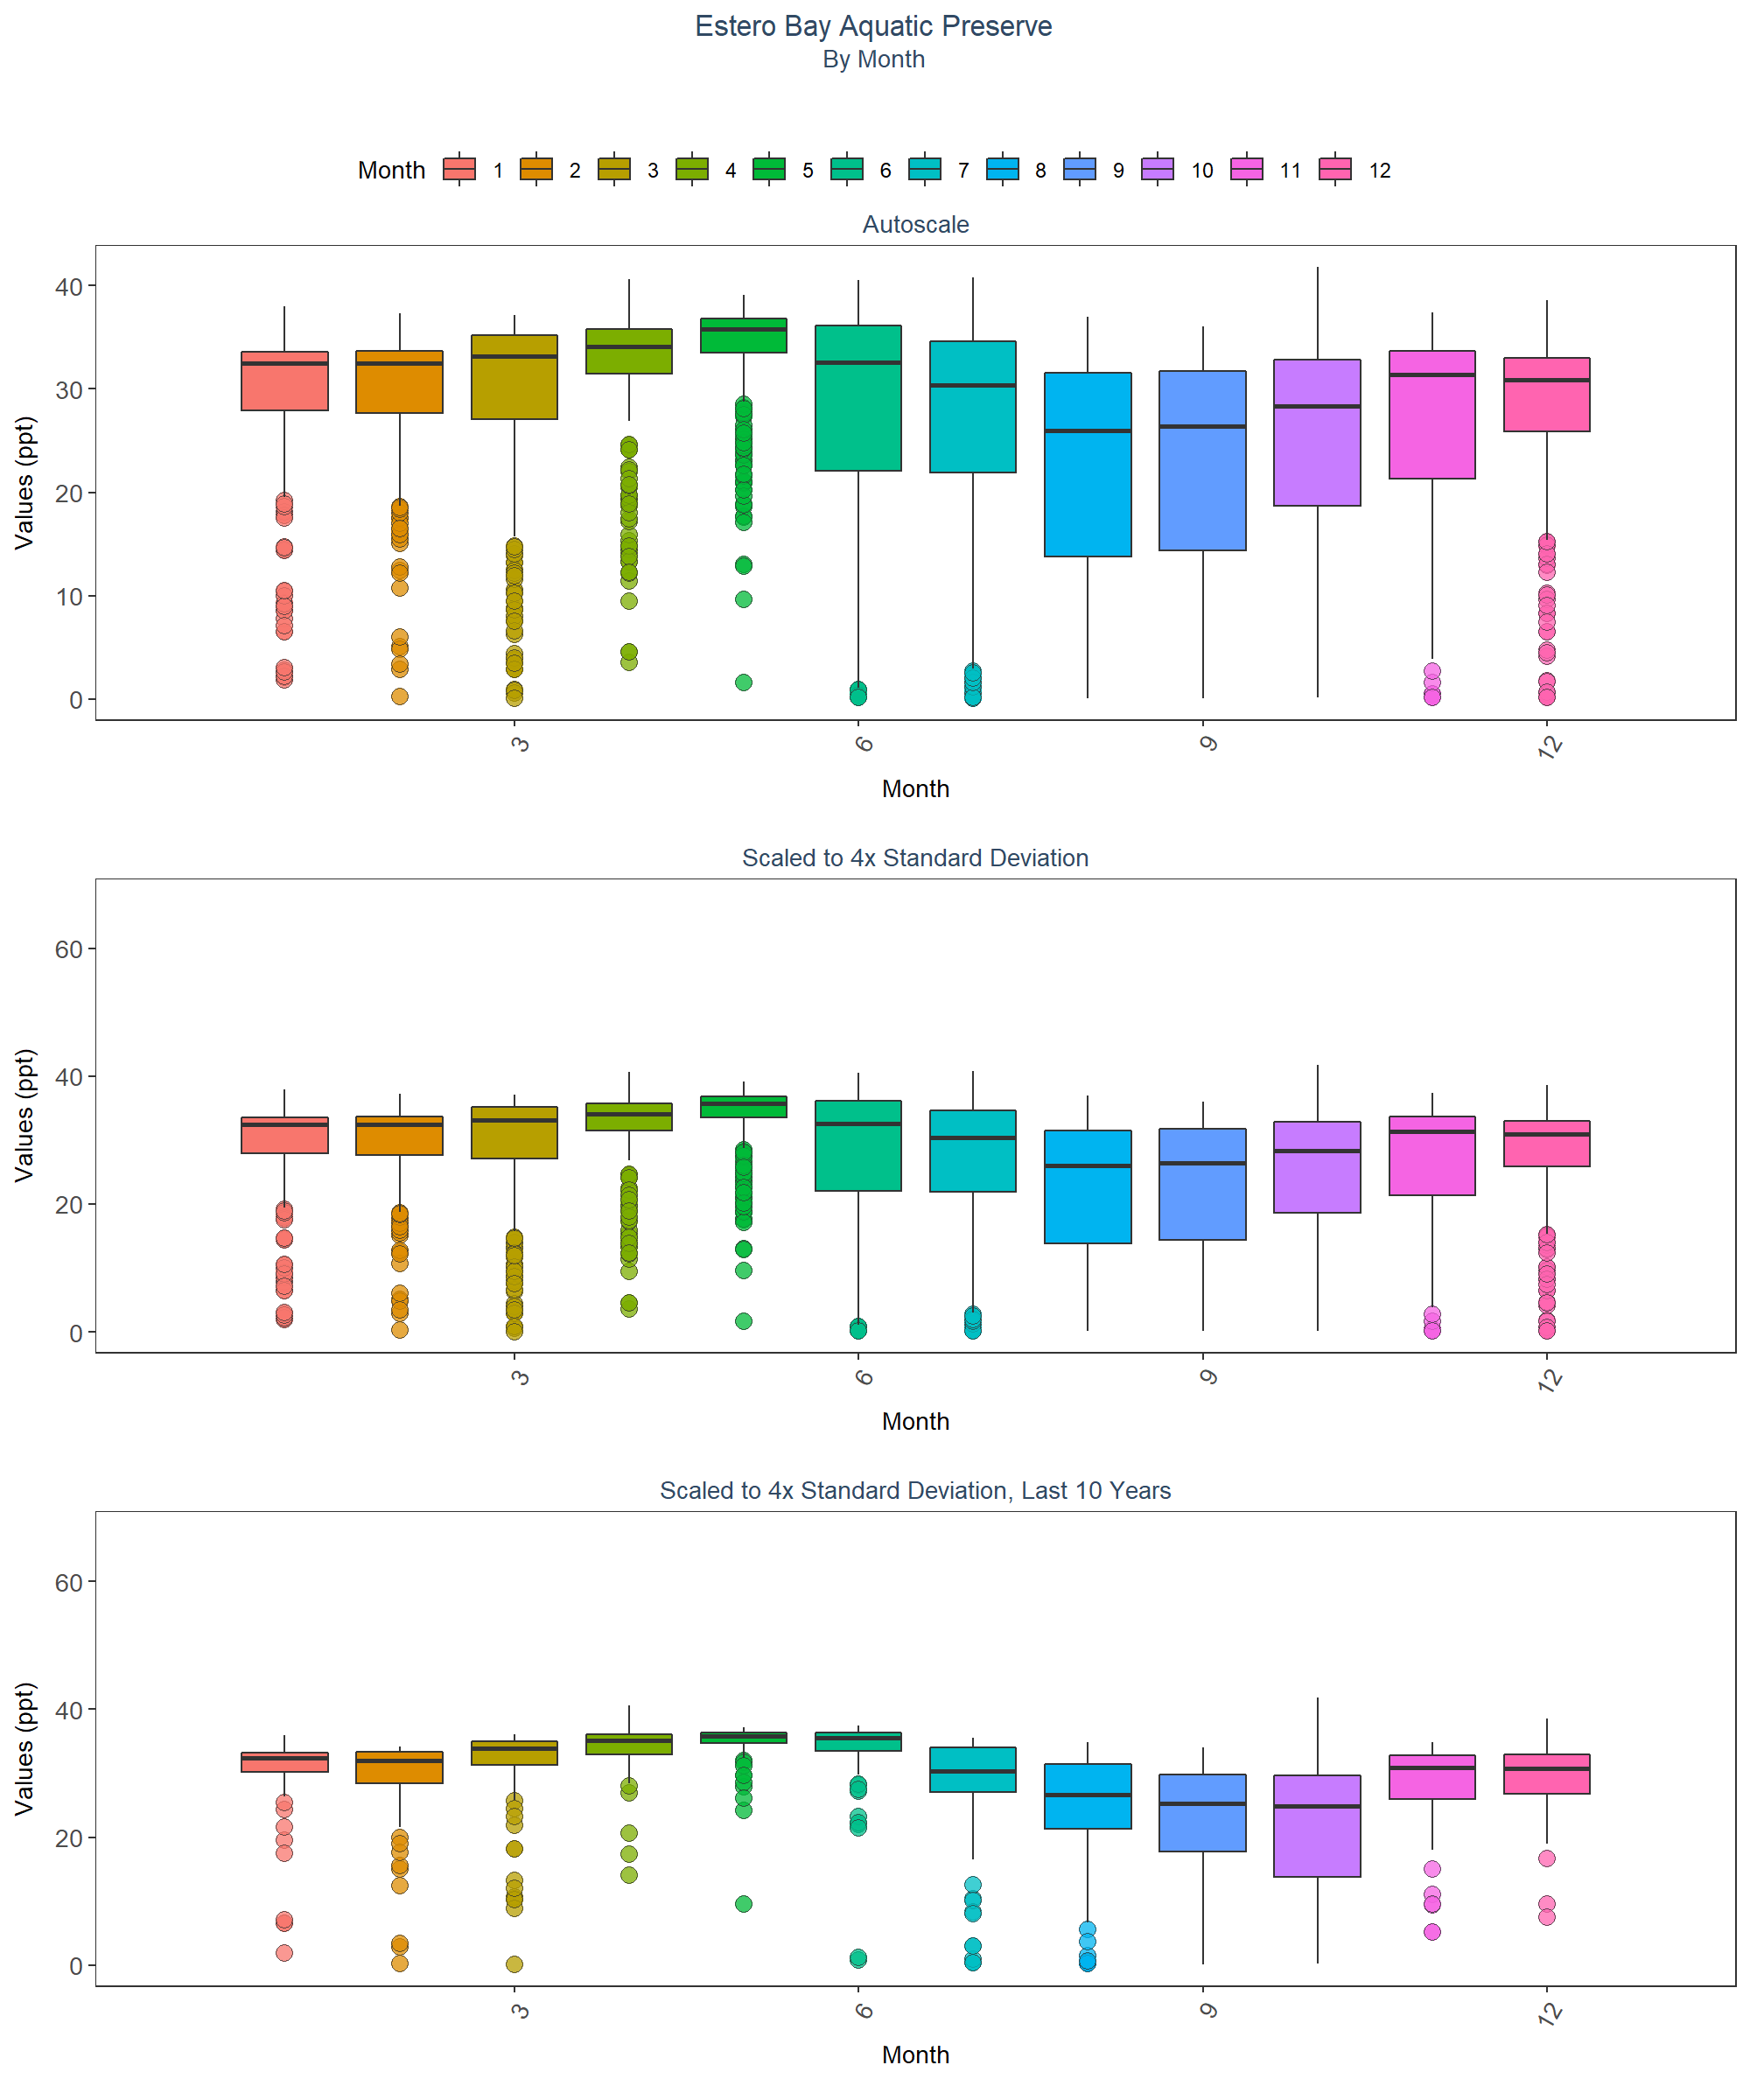 Estero Bay Aquatic Preserve
By Month
Month 1 2 3 4 5 6 7 8 9 10 11 12
Autoscale
Values (ppt)
40
30
20
10
0
3 6 9 12
Month
Scaled to 4x Standard Deviation
Values (ppt)
60
40
20
0
3 6 9 12
Month
Scaled to 4x Standard Deviation, Last 10 Years
Values (ppt)
60
40
20
0
3 6 9 12
Month